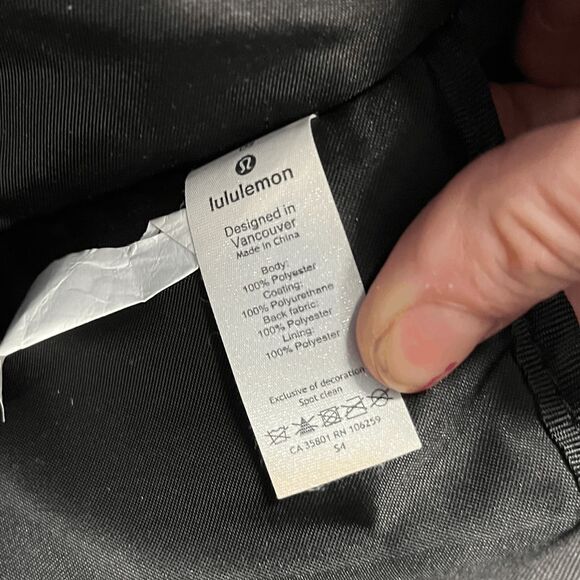 lululemon
Designed in
Vancouver
Made in China
Body:
100% Polyester
Coating:
100% Polyurethane
Back fabric:
100% Polyester
Lining:
100% Polyester
Exclusive of decoration
Spot clean
CA 35801 RN 106259
S4